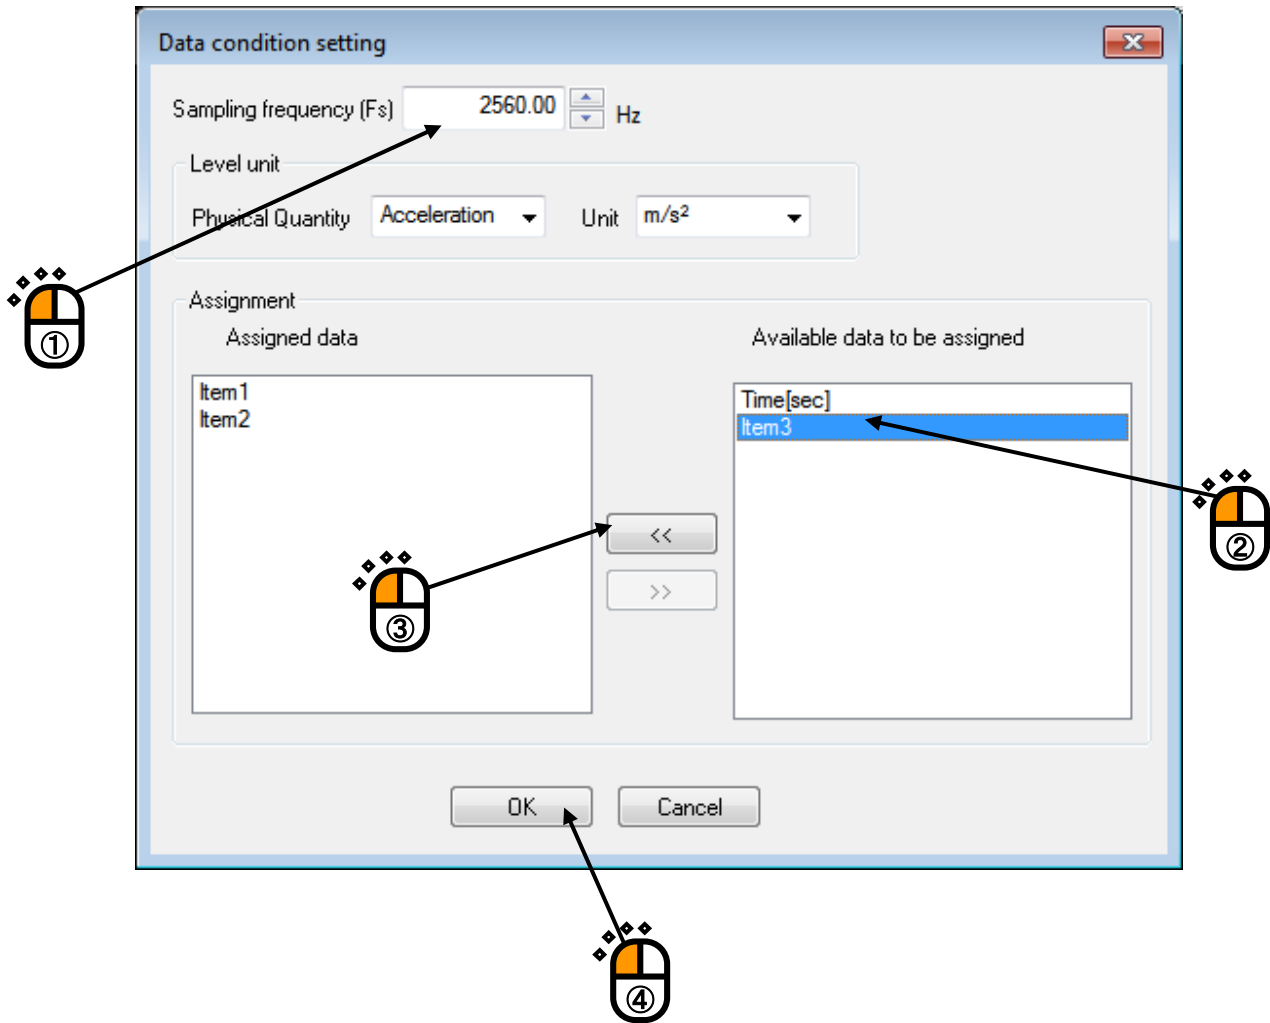 Data condition setting
Sampling frequency (Fs) 2560.00 Hz
Level unit
Physical Quantity Acceleration Unit m/s²
①
Assignment
Assigned data Available data to be assigned
Item1
Item2
Time[sec]
Item3
<<
②
>>
③
OK Cancel
④